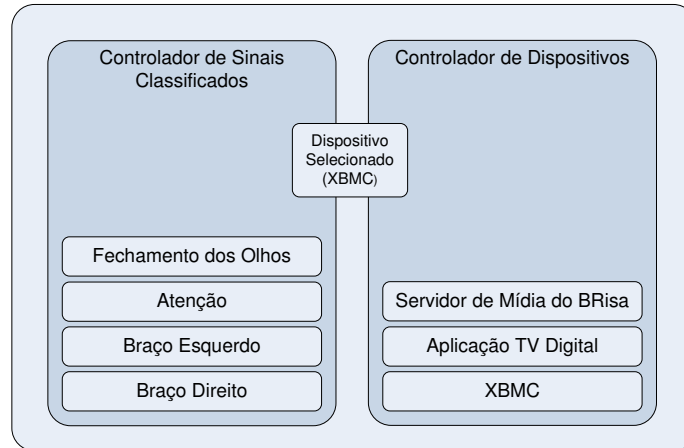 Controlador de Sinais
Classificados
Controlador de Dispositivos
Dispositivo
Selecionado
(XBMC)
Fechamento dos Olhos
Atenção
Braço Esquerdo
Braço Direito
Servidor de Mídia do BRisa
Aplicação TV Digital
XBMC